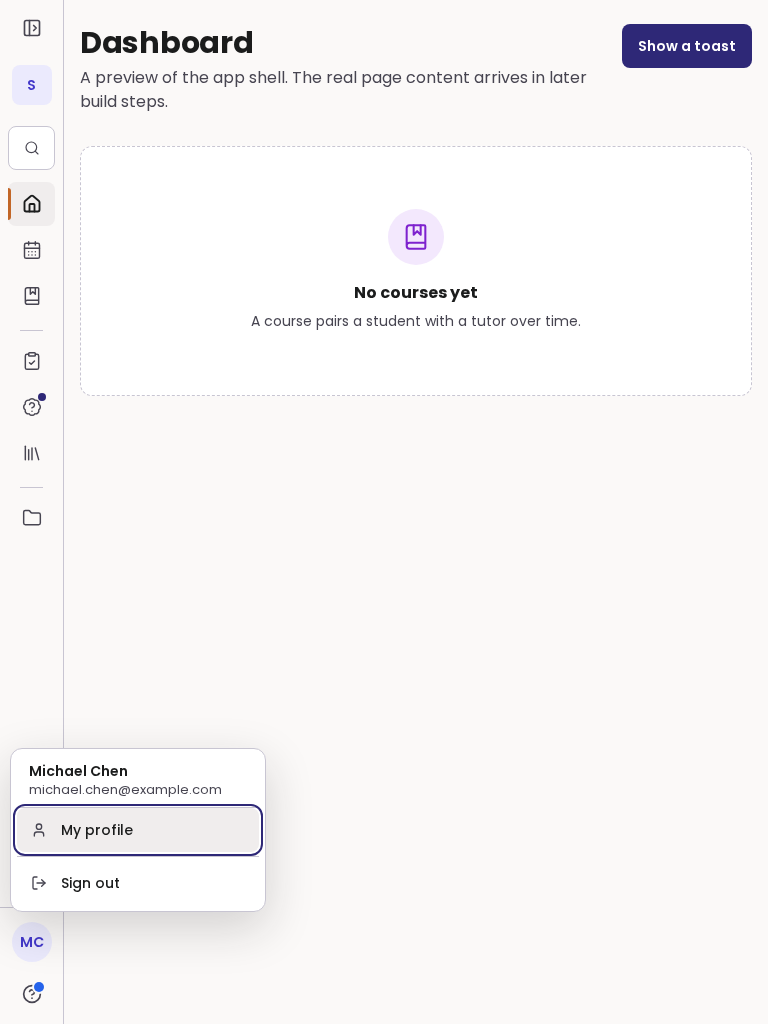 Dashboard
Show a toast
A preview of the app shell. The real page content arrives in later
build steps.
S
No courses yet
A course pairs a student with a tutor over time.
Michael Chen
michael.chen@example.com
My profile
Sign out
MC